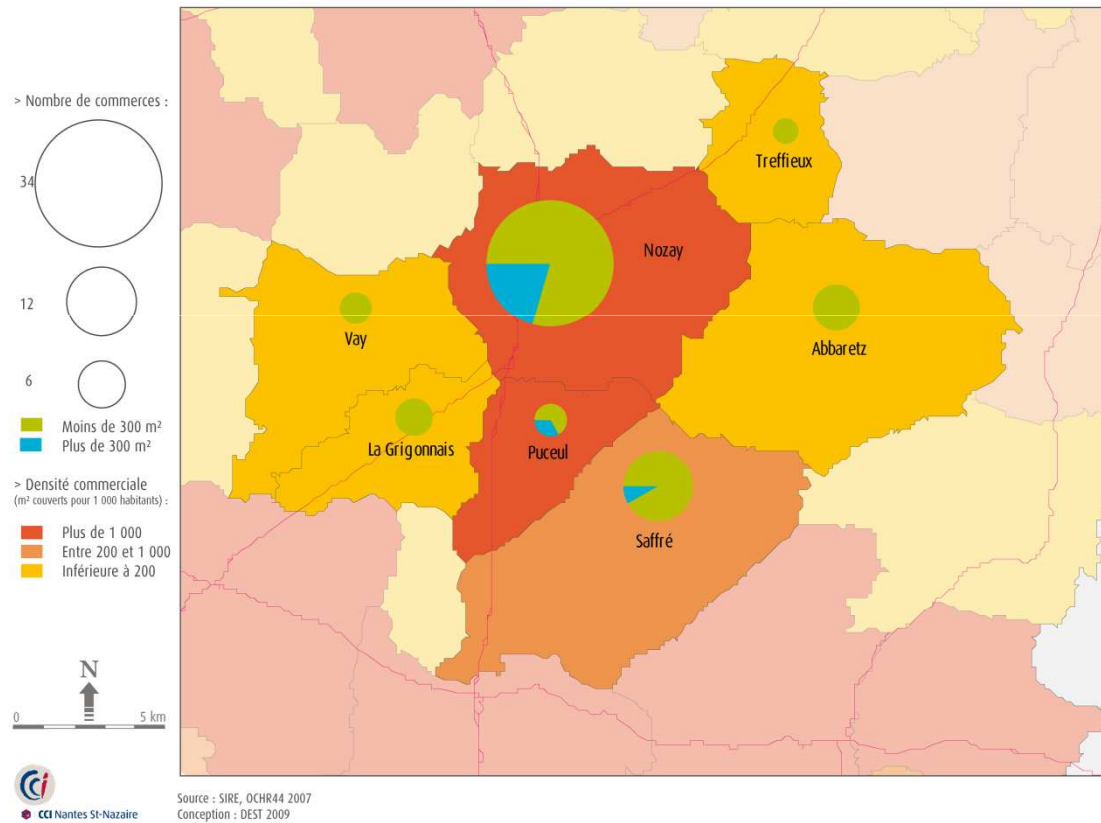 > Nombre de commerces :
34
12
6
Moins de 300 m²
Plus de 300 m²
> Densité commerciale
(m² couverts pour 1 000 habitants) :
Plus de 1 000
Entre 200 et 1 000
Inférieure à 200
N
0 5 km
Treffieux
Nozay
Vay
Abbaretz
La Grigonnais
Puceul
Saffré
CCI
CCI Nantes St-Nazaire
Source : SIRE, OCHR44 2007
Conception : DEST 2009